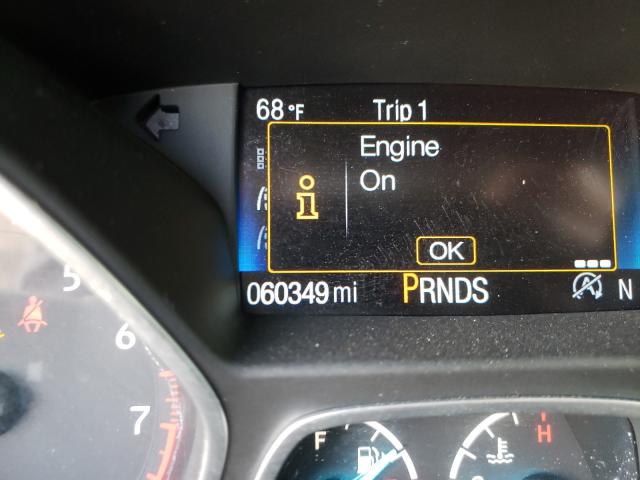 68°F Trip 1
Engine
On
OK
060349 mi PRNDS N
5
6
7
F
H